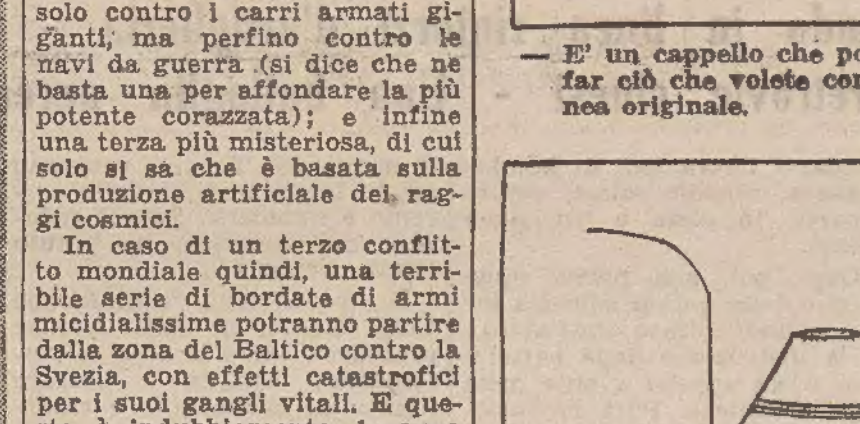 solo contro i carri armati gi-
ganti, ma perfino contro le
navi da guerra (si dice che ne
basta una per affondare la più
potente corazzata); e infine
una terza più misteriosa, di cui
solo si sa che è basata sulla
produzione artificiale dei rag-
gi cosmici.
In caso di un terzo conflit-
to mondiale quindi, una terri-
bile serie di bordate di armi
micidialissime potranno partire
dalla zona del Baltico contro la
Svezia, con effetti catastrofici
per i suoi gangli vitali. E que-
— E' un cappello che po
far ciò che volete con
nea originale.